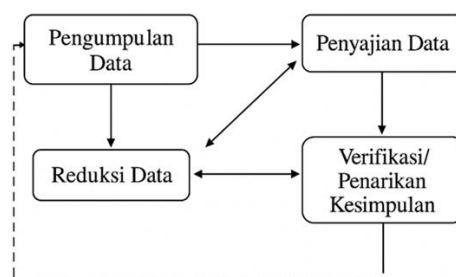 Pengumpulan
Data
Penyajian Data
Reduksi Data
Verifikasi/
Penarikan
Kesimpulan